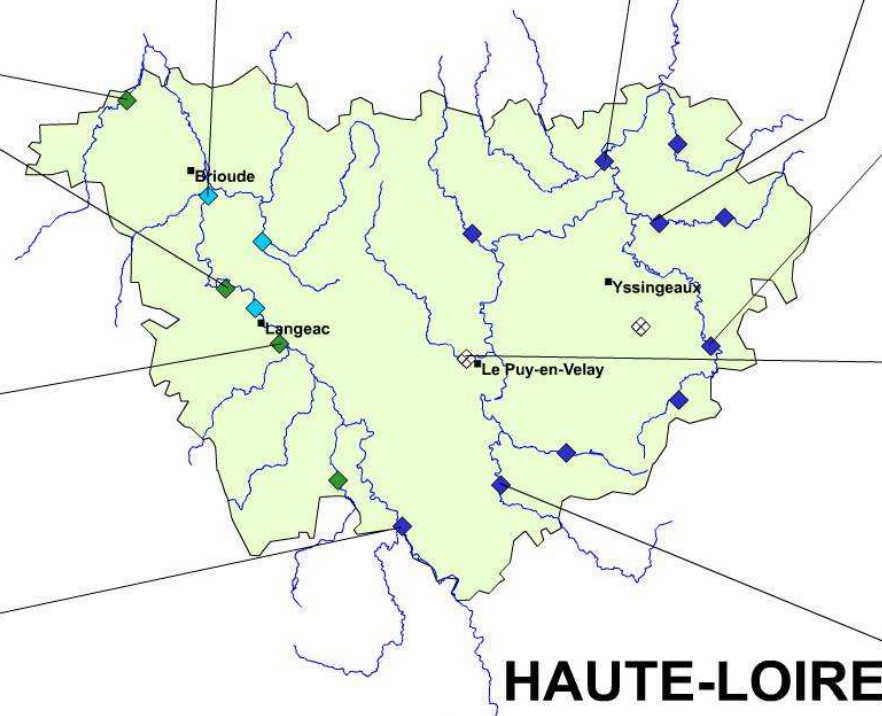 Brioude
Yssingeaux
Langeac
Le Puy-en-Velay
HAUTE-LOIRE